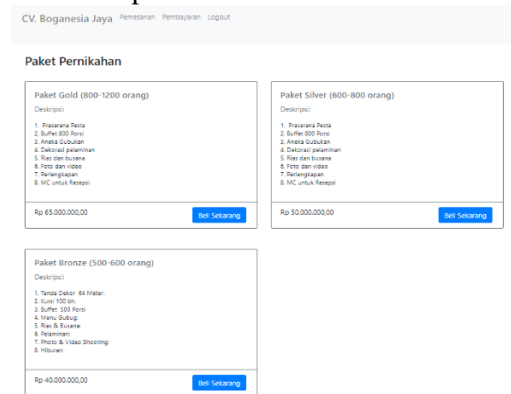 CV. Boganesia Jaya Pemesanan Pembayaran Logout
Paket Pernikahan
Paket Gold (800-1200 orang)
Deskripsi:
1. Prasarana Pesta
2. Buffet 800 Porsi
3. Aneka Gubukan
4. Dekorasi pelaminan
5. Rias dan busana
6. Foto dan video
7. Perlengkapan
8. MC untuk Resepsi
Rp 65.000.000,00 Beli Sekarang
Paket Silver (600-800 orang)
Deskripsi:
1. Prasarana Pesta
2. Buffet 800 Porsi
3. Aneka Gubukan
4. Dekorasi pelaminan
5. Rias dan busana
6. Foto dan video
7. Perlengkapan
8. MC untuk Resepsi
Rp 50.000.000,00 Beli Sekarang
Paket Bronze (500-600 orang)
Deskripsi:
1. Tenda Dekor 64 Meter.
2. Kursi 100 bh.
3. Buffet 500 Porsi
4. Menu Gubug:
5. Rias & Busana:
6. Pelaminan:
7. Photo & Video Shooting:
8. Hiburan:
Rp 40.000.000,00 Beli Sekarang